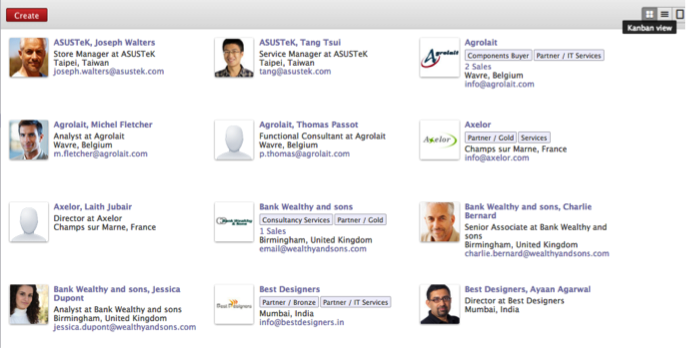 Create
Kanban view
ASUSTeK, Joseph Walters
Store Manager at ASUSTeK
Taipei, Taiwan
joseph.walters@asustek.com
ASUSTeK, Tang Tsui
Service Manager at ASUSTeK
Taipei, Taiwan
tang@asustek.com
Agrolait
Agrolait
Components Buyer Partner / IT Services
2 Sales
Wavre, Belgium
info@agrolait.com
Agrolait, Michel Fletcher
Analyst at Agrolait
Wavre, Belgium
m.fletcher@agrolait.com
Agrolait, Thomas Passot
Functional Consultant at Agrolait
Wavre, Belgium
p.thomas@agrolait.com
Axelor
Axelor
Partner / Gold Services
Champs sur Marne, France
info@axelor.com
Axelor, Laith Jubair
Director at Axelor
Champs sur Marne, France
Bank Wealthy
& Sons
Bank Wealthy and sons
Consultancy Services Partner / Gold
1 Sales
Birmingham, United Kingdom
email@wealthyandsons.com
Bank Wealthy and sons, Charlie
Bernard
Senior Associate at Bank Wealthy and
sons
Birmingham, United Kingdom
charlie.bernard@wealthyandsons.com
Bank Wealthy and sons, Jessica
Dupont
Analyst at Bank Wealthy and sons
Birmingham, United Kingdom
jessica.dupont@wealthyandsons.com
Best Designers
Best Designers
Partner / Bronze Partner / IT Services
Mumbai, India
info@bestdesigners.in
Best Designers, Ayaan Agarwal
Director at Best Designers
Mumbai, India